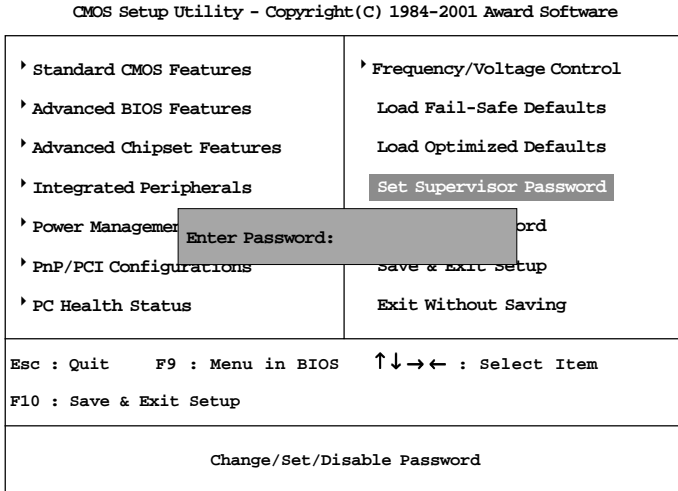 CMOS Setup Utility - Copyright(C) 1984-2001 Award Software
Standard CMOS Features
Advanced BIOS Features
Advanced Chipset Features
Integrated Peripherals
Power
PnP/PCI Configurations
PC Health Status
Frequency/Voltage Control
Load Fail-Safe Defaults
Load Optimized Defaults
Set Supervisor Password
Save & Exit Setup
Exit Without Saving
Enter Password:
Esc : Quit F9 : Menu in BIOS ↑↓→← : Select Item
F10 : Save & Exit Setup
Change/Set/Disable Password